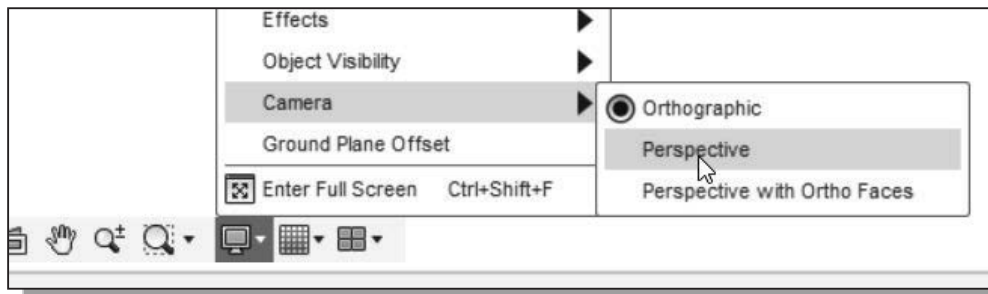 Effects
Object Visibility
Camera
Ground Plane Offset
Enter Full Screen Ctrl+Shift+F
Orthographic
Perspective
Perspective with Ortho Faces